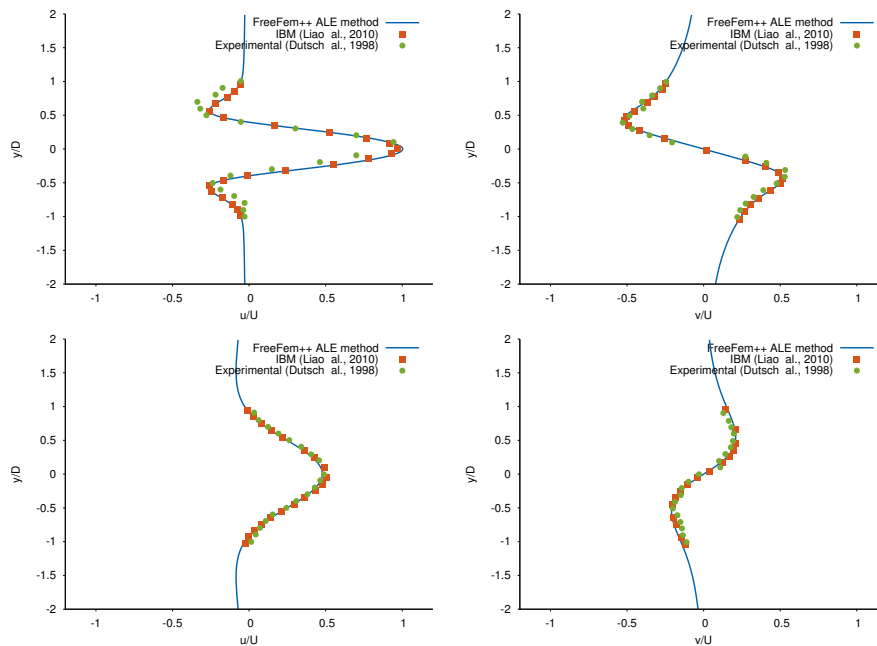 2
FreeFem++ ALE method
IBM (Liao al., 2010)
Experimental (Dutsch al., 1998)
1.5
1
0.5
0
-0.5
-1
-1.5
-2
y/D
-1
-0.5
0
0.5
1
u/U
2
FreeFem++ ALE method
IBM (Liao al., 2010)
Experimental (Dutsch al., 1998)
1.5
1
0.5
0
-0.5
-1
-1.5
-2
y/D
-1
-0.5
0
0.5
1
v/U
2
FreeFem++ ALE method
IBM (Liao al., 2010)
Experimental (Dutsch al., 1998)
1.5
1
0.5
0
-0.5
-1
-1.5
-2
y/D
-1
-0.5
0
0.5
1
u/U
2
FreeFem++ ALE method
IBM (Liao al., 2010)
Experimental (Dutsch al., 1998)
1.5
1
0.5
0
-0.5
-1
-1.5
-2
y/D
-1
-0.5
0
0.5
1
v/U